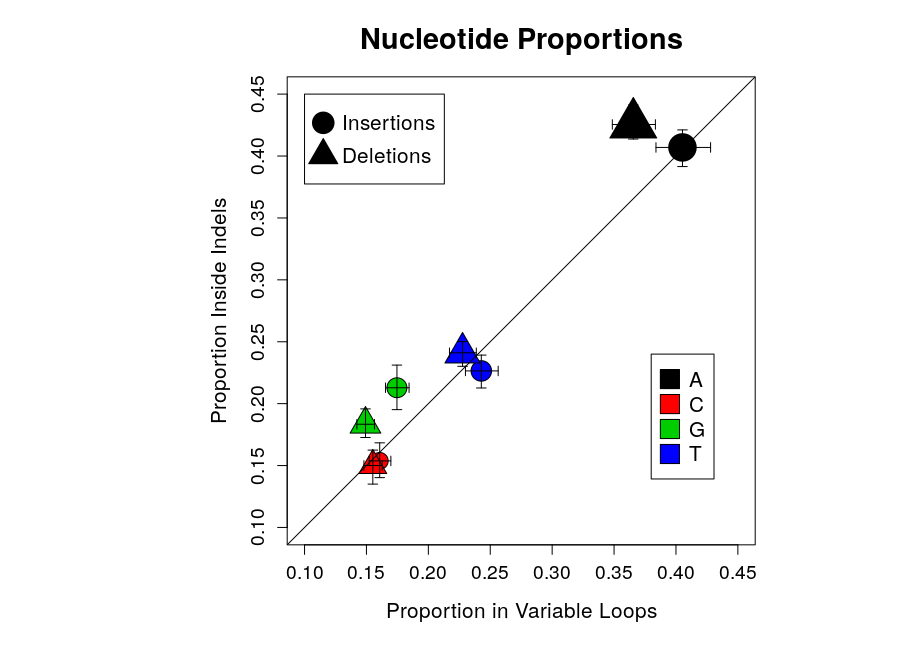 Nucleotide Proportions
Insertions
Deletions
Proportion Inside Indels
0.45
0.40
0.35
0.30
0.25
0.20
0.15
0.10
A
C
G
T
0.10 0.15 0.20 0.25 0.30 0.35 0.40 0.45
Proportion in Variable Loops